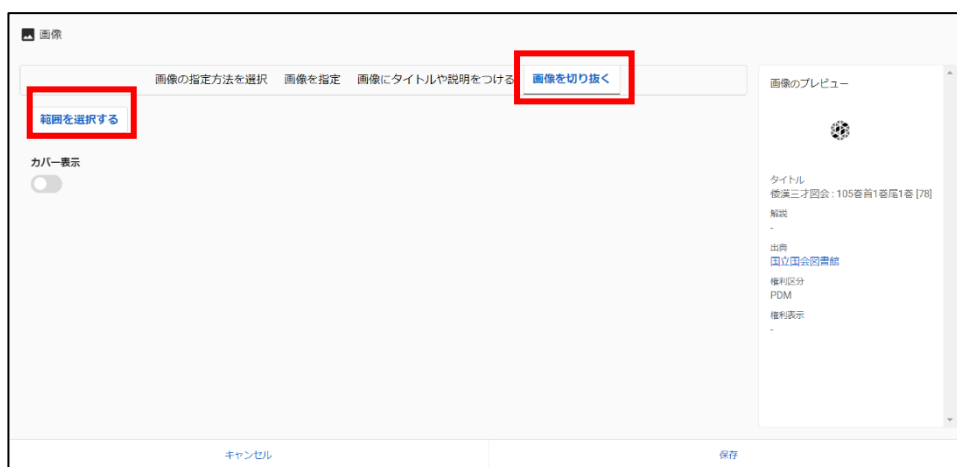 画像
画像の指定方法を選択 画像を指定 画像にタイトルや説明をつける 画像を切り抜く
範囲を選択する
カバー表示
画像のプレビュー
タイトル
倭漢三才図会 : 105巻首1巻尾1巻 [78]
解説
-
出典
国立国会図書館
権利区分
PDM
権利表示
-
キャンセル 保存